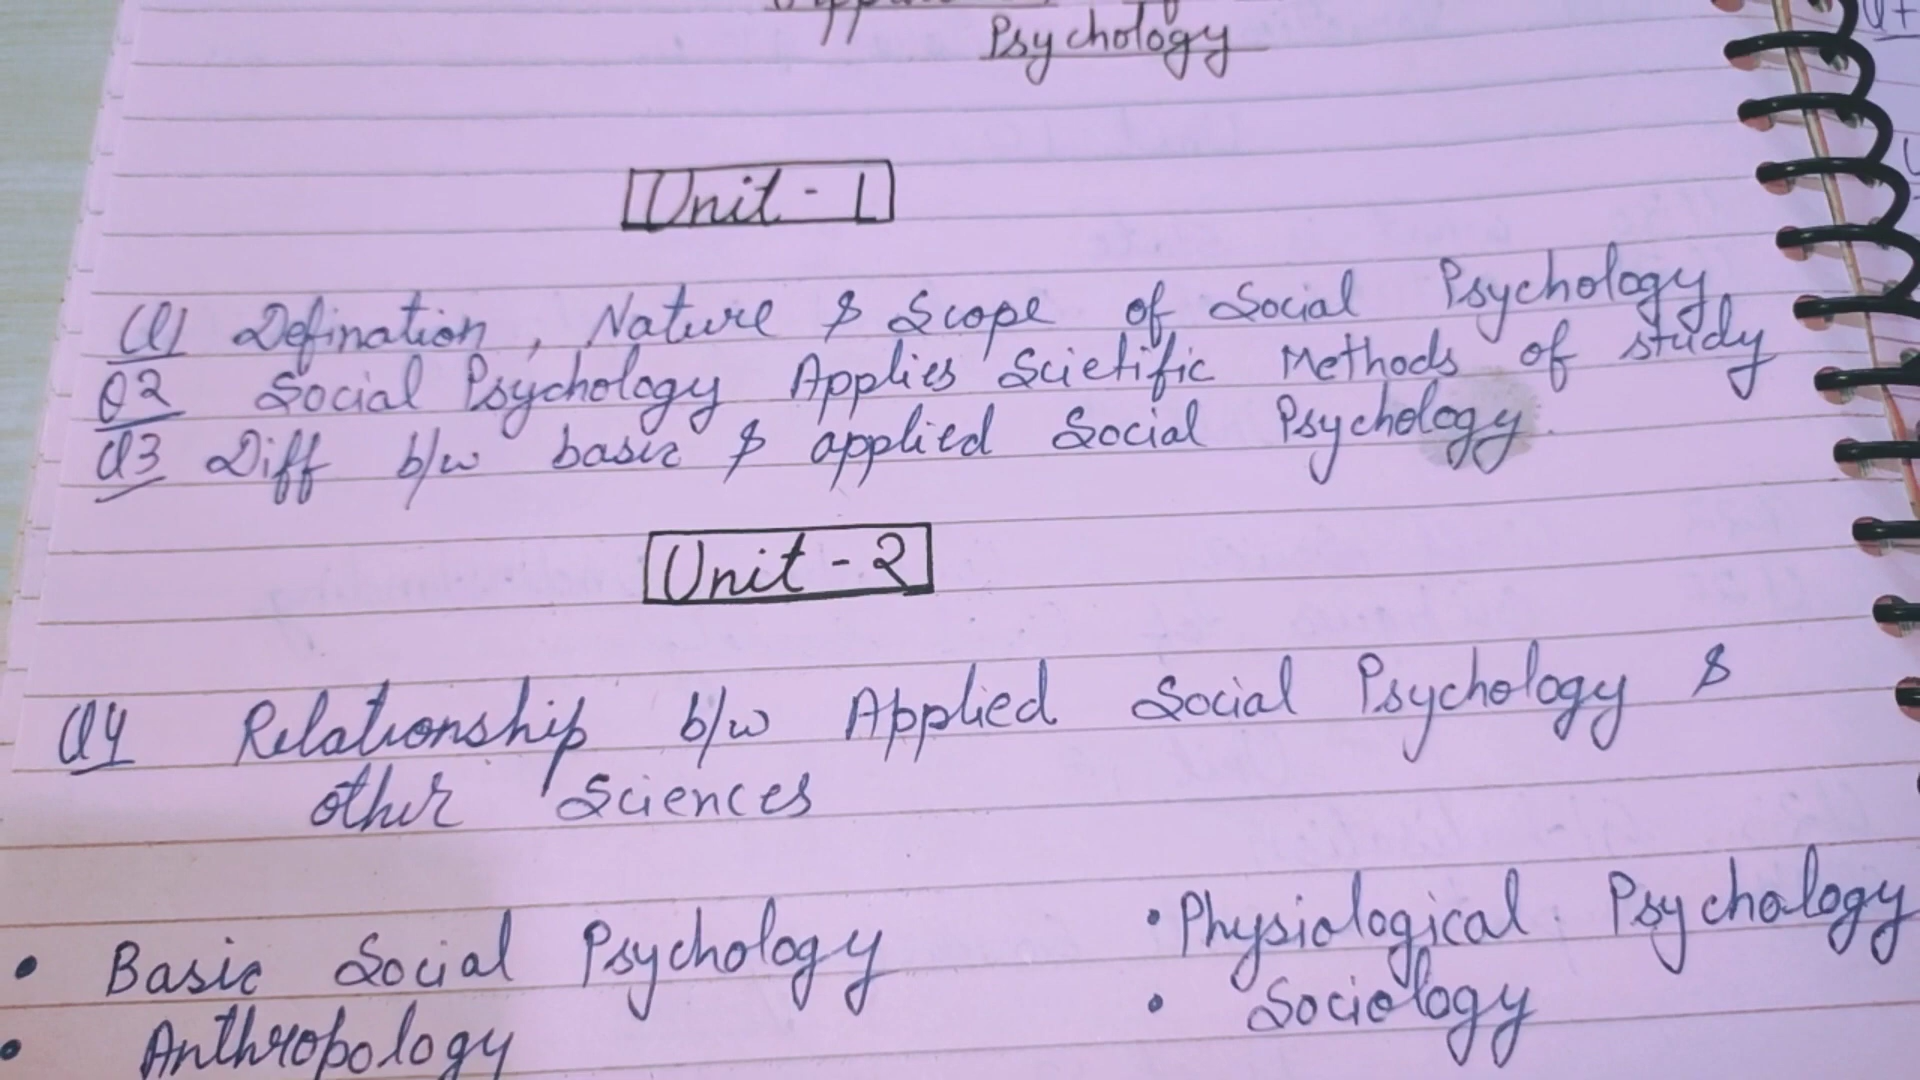 Psychology
Unit - 1
Q1 Defination, Nature & Scope of Social Psychology
Q2 Social Psychology Applies Scietific Methods of study
Q3 Diff b/w basic & applied Social Psychology.
Unit - 2
Q4 Relationship b/w Applied Social Psychology &
other Sciences
• Basic Social Psychology • Physiological Psychology
• Anthropology • Sociology